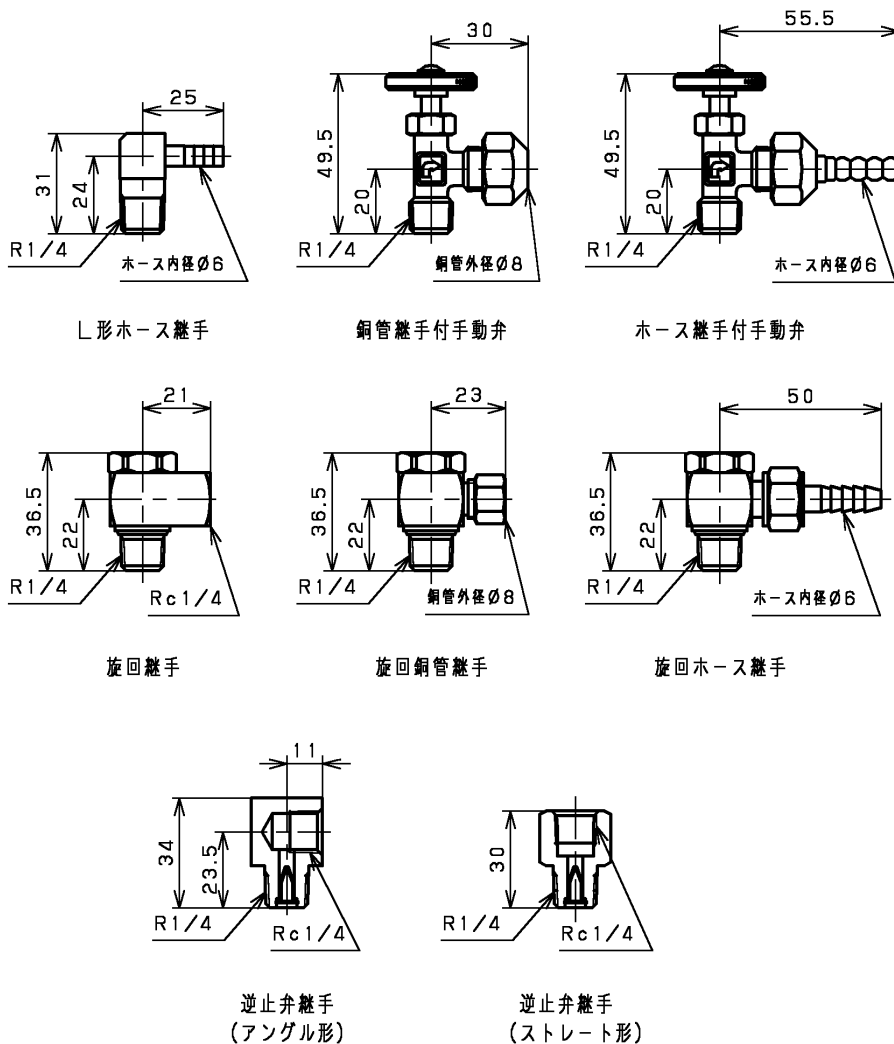 25
31
24
R1/4
ホース内径Ø6
L形ホース継手
30
49.5
20
R1/4
銅管外径Ø8
銅管継手付手動弁
55.5
49.5
20
R1/4
ホース内径Ø6
ホース継手付手動弁
21
36.5
22
R1/4
Rc1/4
旋回継手
23
36.5
22
R1/4
銅管外径Ø8
旋回銅管継手
50
36.5
22
R1/4
ホース内径Ø6
旋回ホース継手
11
34
23.5
R1/4
Rc1/4
逆止弁継手
(アングル形)
30
R1/4
Rc1/4
逆止弁継手
(ストレート形)